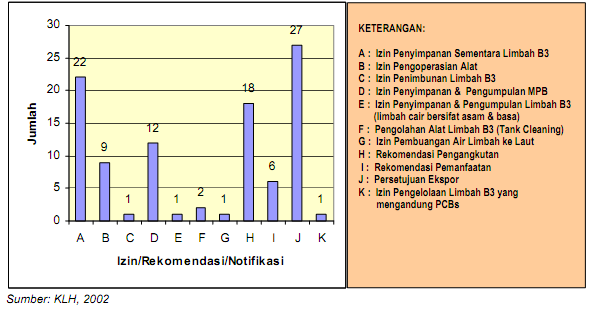 30
25
20
15
10
5
0
Jumlah
22
9
1
12
1
2
1
18
6
27
1
A B C D E F G H I J K
Izin/Rekomendasi/Notifikasi
KETERANGAN:
A : Izin Penyimpanan Sementara Limbah B3
B : Izin Pengoperasian Alat
C : Izin Penimbunan Limbah B3
D : Izin Penyimpanan & Pengumpulan MPB
E : Izin Penyimpanan & Pengumpulan Limbah B3
(limbah cair bersifat asam & basa)
F : Pengolahan Alat Limbah B3 (Tank Cleaning)
G : Izin Pembuangan Air Limbah ke Laut
H : Rekomendasi Pengangkutan
I : Rekomendasi Pemanfaatan
J : Persetujuan Ekspor
K : Izin Pengelolaan Limbah B3 yang
mengandung PCBs
Sumber: KLH, 2002